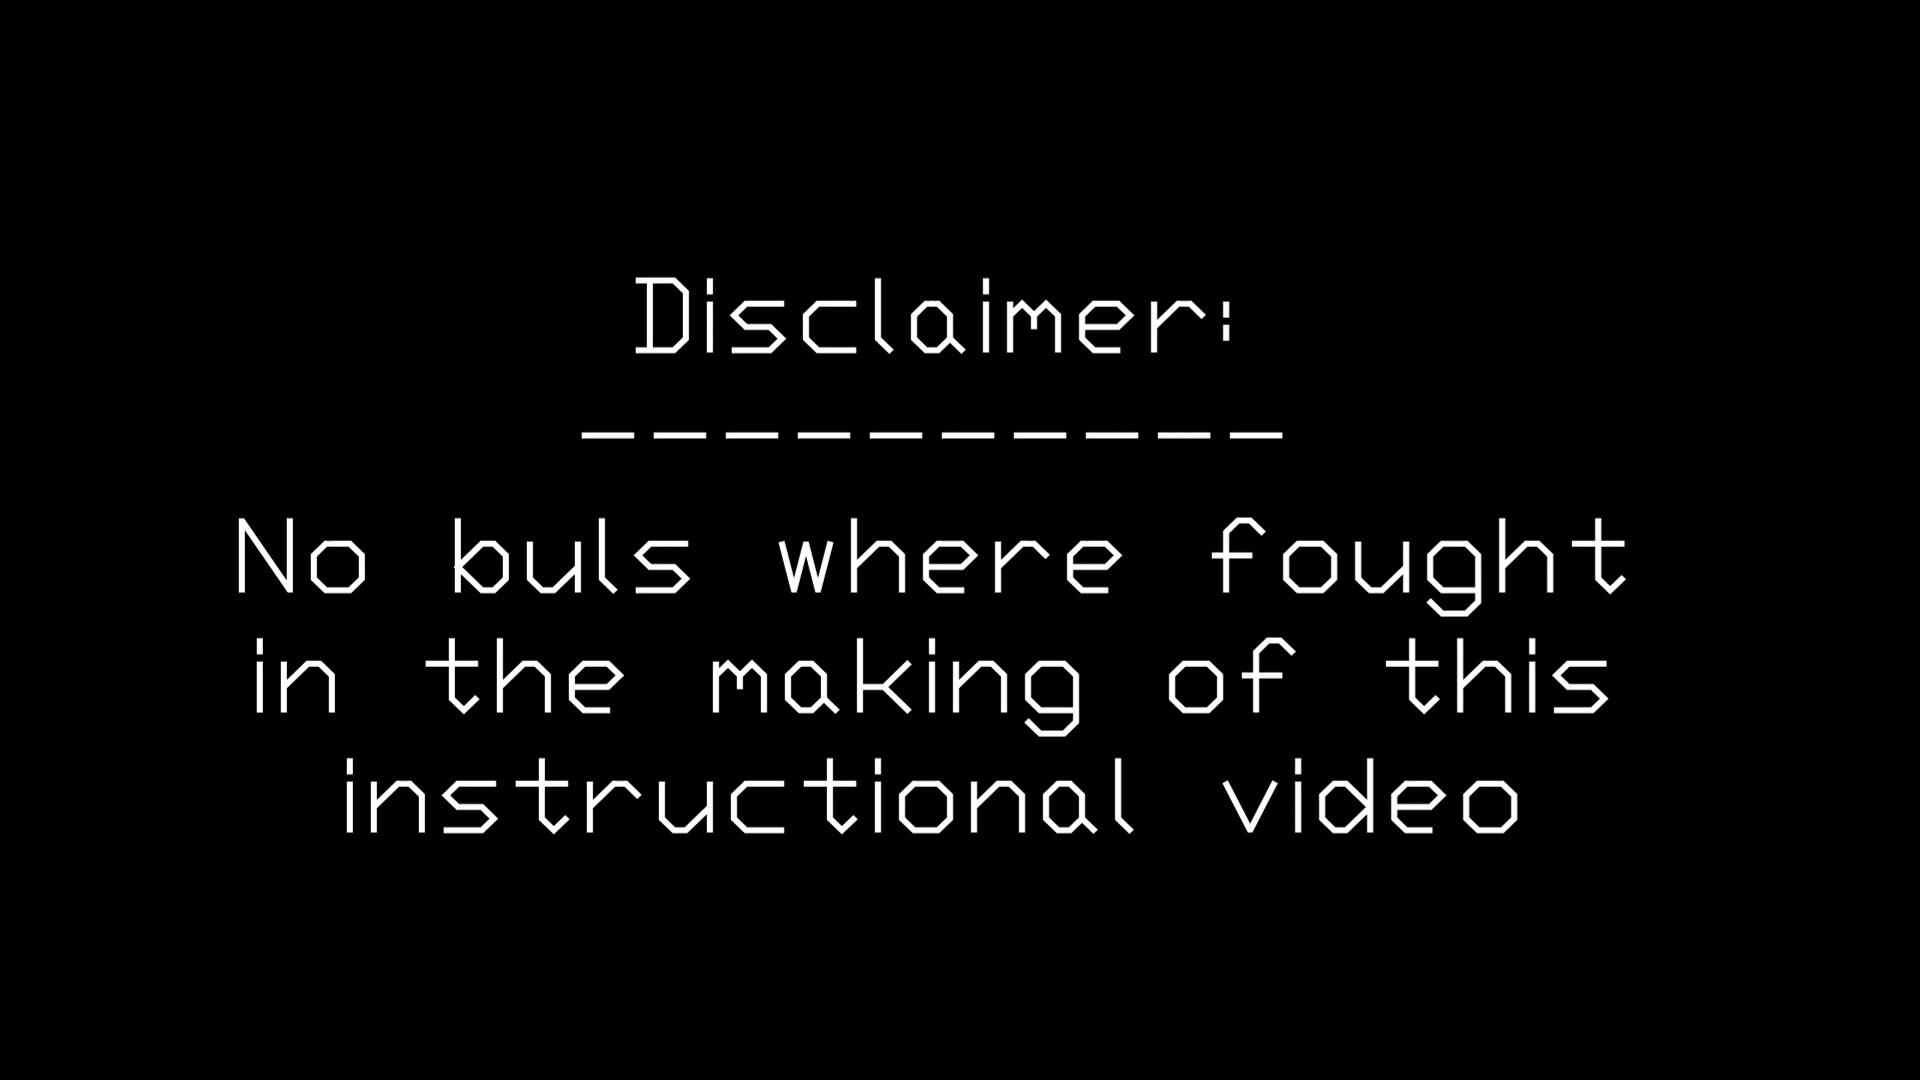 Disclaimer:
----------
No buls where fought
in the making of this
instructional video